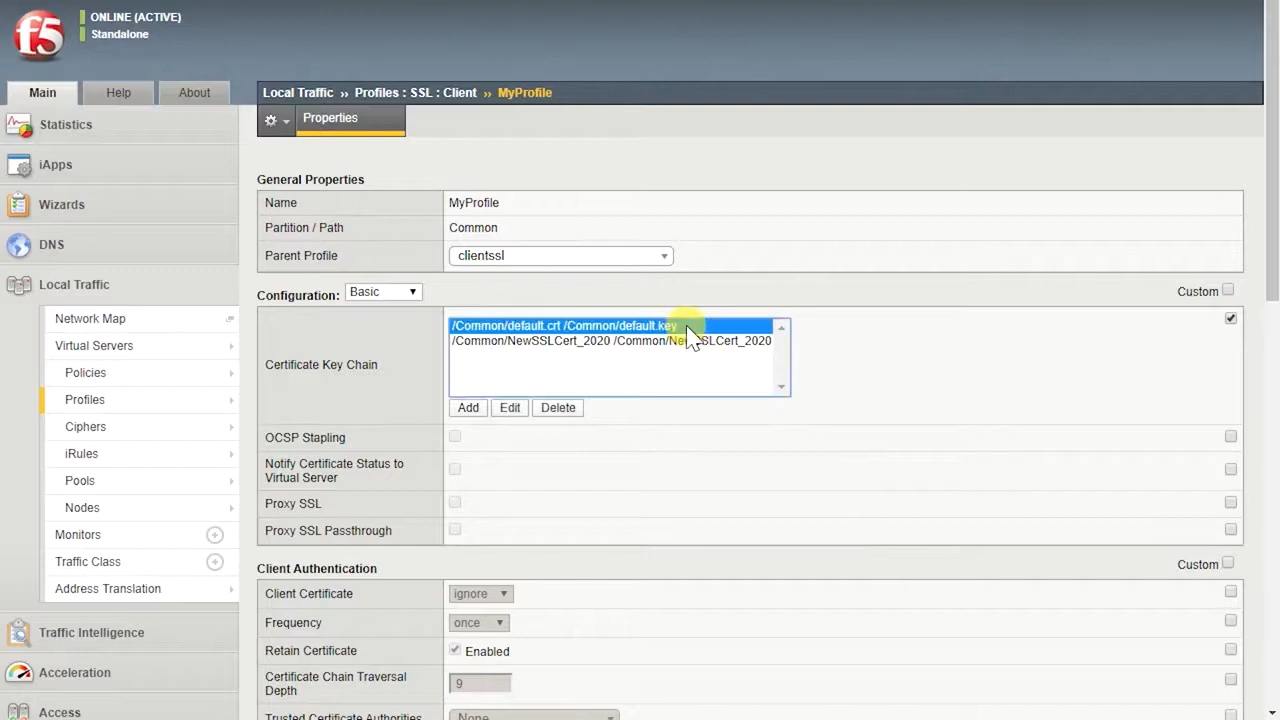 f5
ONLINE (ACTIVE)
Standalone
Main
Help
About
Local Traffic ›› Profiles : SSL : Client ›› MyProfile
Statistics
iApps
Wizards
DNS
Local Traffic
Network Map
Virtual Servers
Policies
Profiles
Ciphers
iRules
Pools
Nodes
Monitors
Traffic Class
Address Translation
Traffic Intelligence
Acceleration
Access
Properties
General Properties
Name MyProfile
Partition / Path Common
Parent Profile clientssl
Configuration: Basic Custom
Certificate Key Chain
/Common/default.crt /Common/default.key
/Common/NewSSLCert_2020 /Common/NewSSLCert_2020
Add Edit Delete
OCSP Stapling
Notify Certificate Status to
Virtual Server
Proxy SSL
Proxy SSL Passthrough
Client Authentication Custom
Client Certificate ignore
Frequency once
Retain Certificate Enabled
Certificate Chain Traversal
Depth 9
Trusted Certificate Authorities None